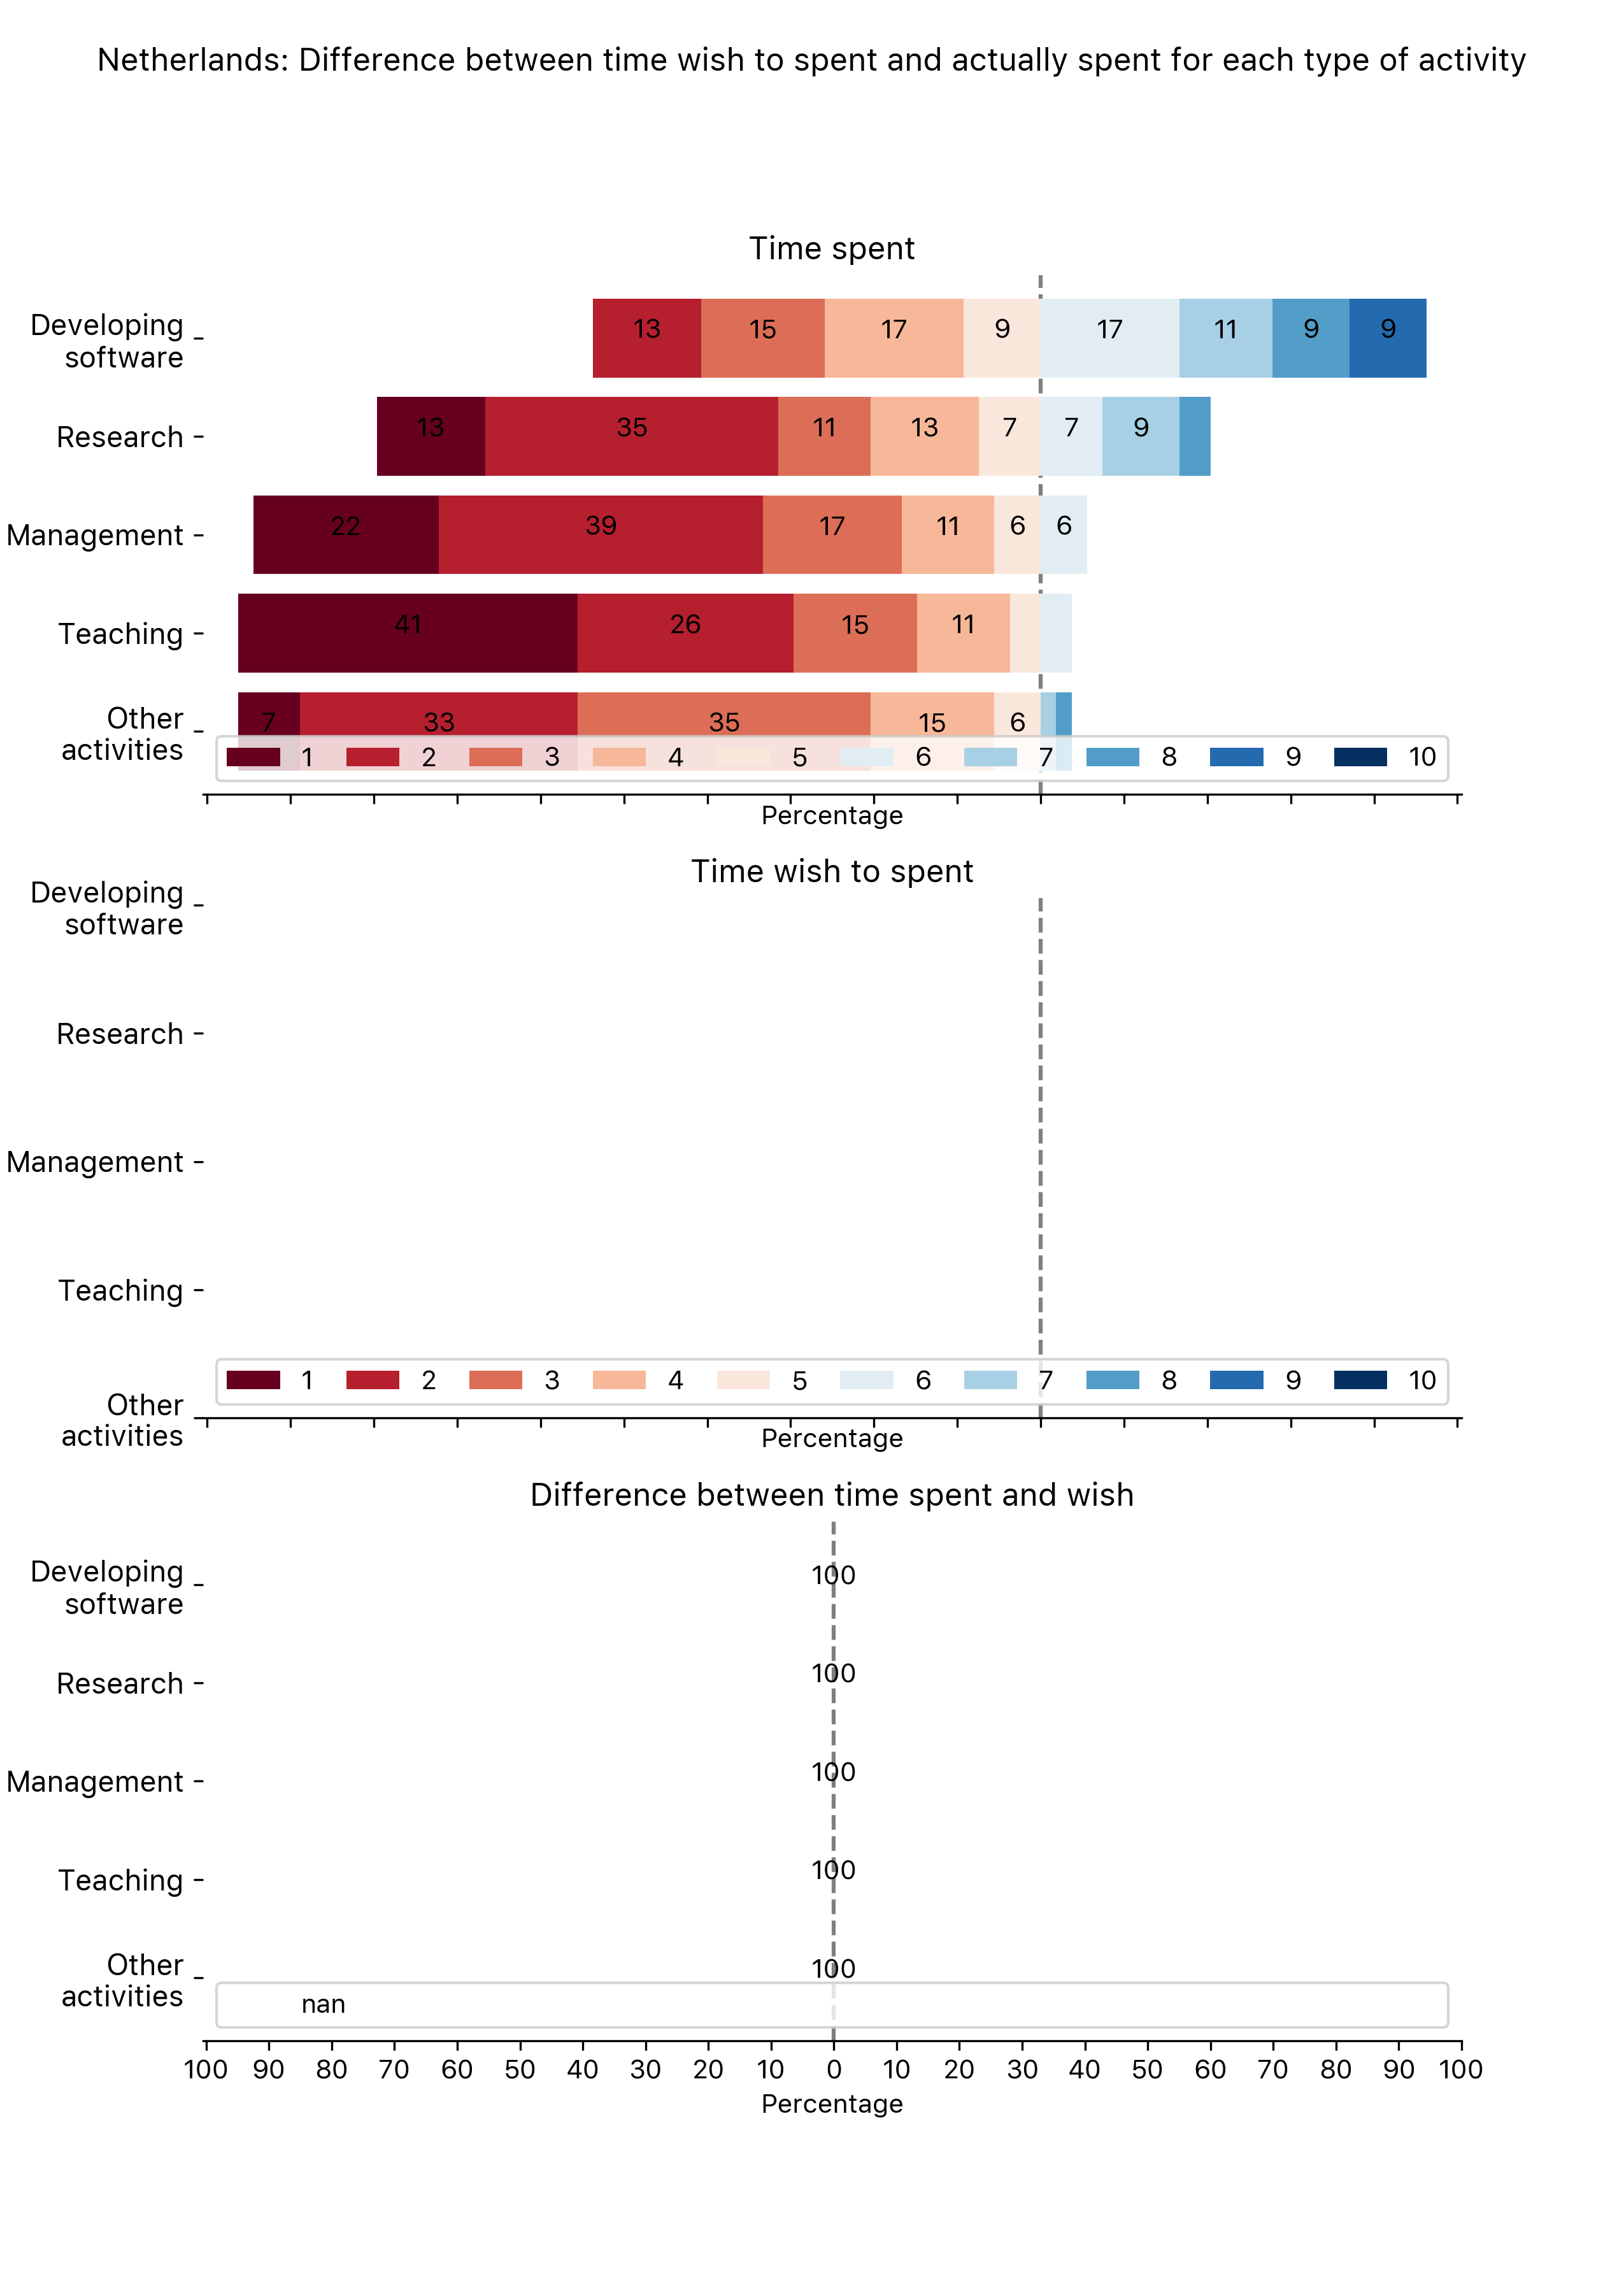 Netherlands: Difference between time wish to spent and actually spent for each type of activity
Time spent
Developing
software
13 15 17 9 17 11 9 9
Research
13 35 11 13 7 7 9
Management
22 39 17 11 6 6
Teaching
41 26 15 11
Other
activities
7 33 35 15 6
1 2 3 4 5 6 7 8 9 10
Percentage
Time wish to spent
Developing
software
Research
Management
Teaching
Other
activities
1 2 3 4 5 6 7 8 9 10
Percentage
Difference between time spent and wish
Developing
software
100
Research
100
Management
100
Teaching
100
Other
activities
100
nan
100 90 80 70 60 50 40 30 20 10 0 10 20 30 40 50 60 70 80 90 100
Percentage